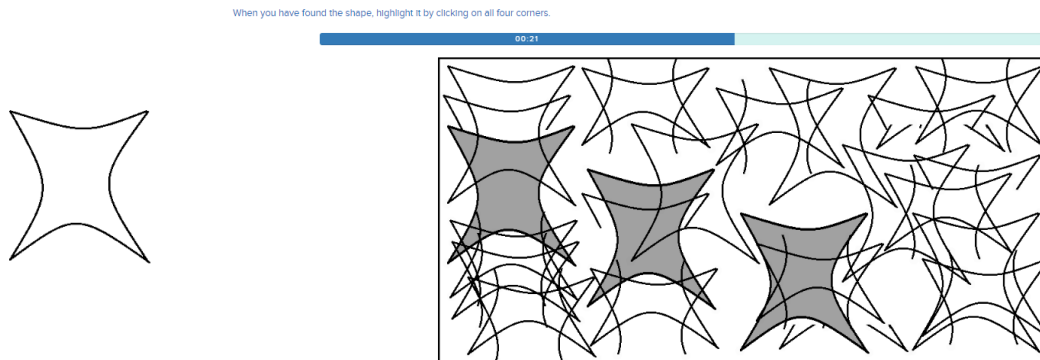 When you have found the shape, highlight it by clicking on all four corners.
00:21